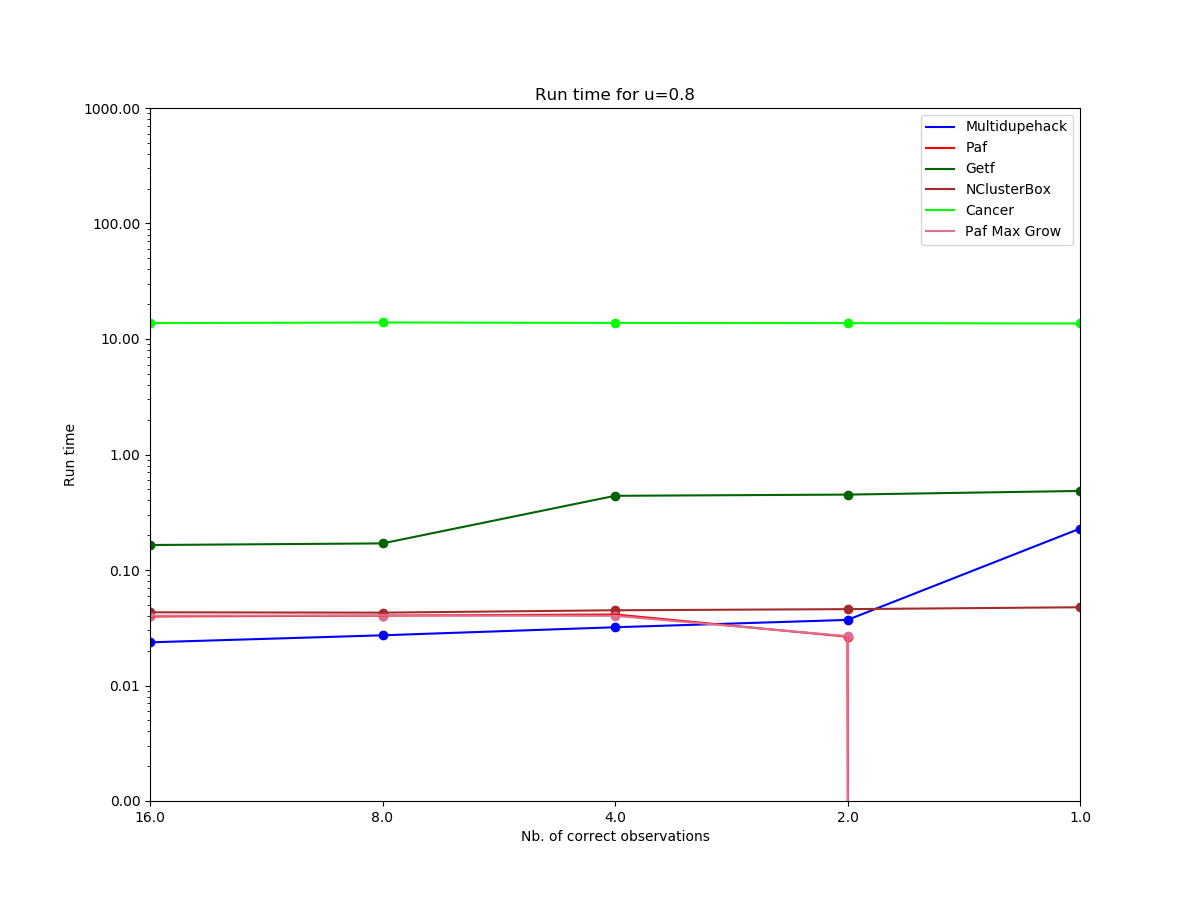 Run time for u=0.8
1000.00
100.00
10.00
1.00
0.10
0.01
0.00
Run time
Multidupehack
Paf
Getf
NClusterBox
Cancer
Paf Max Grow
16.0 8.0 4.0 2.0 1.0
Nb. of correct observations